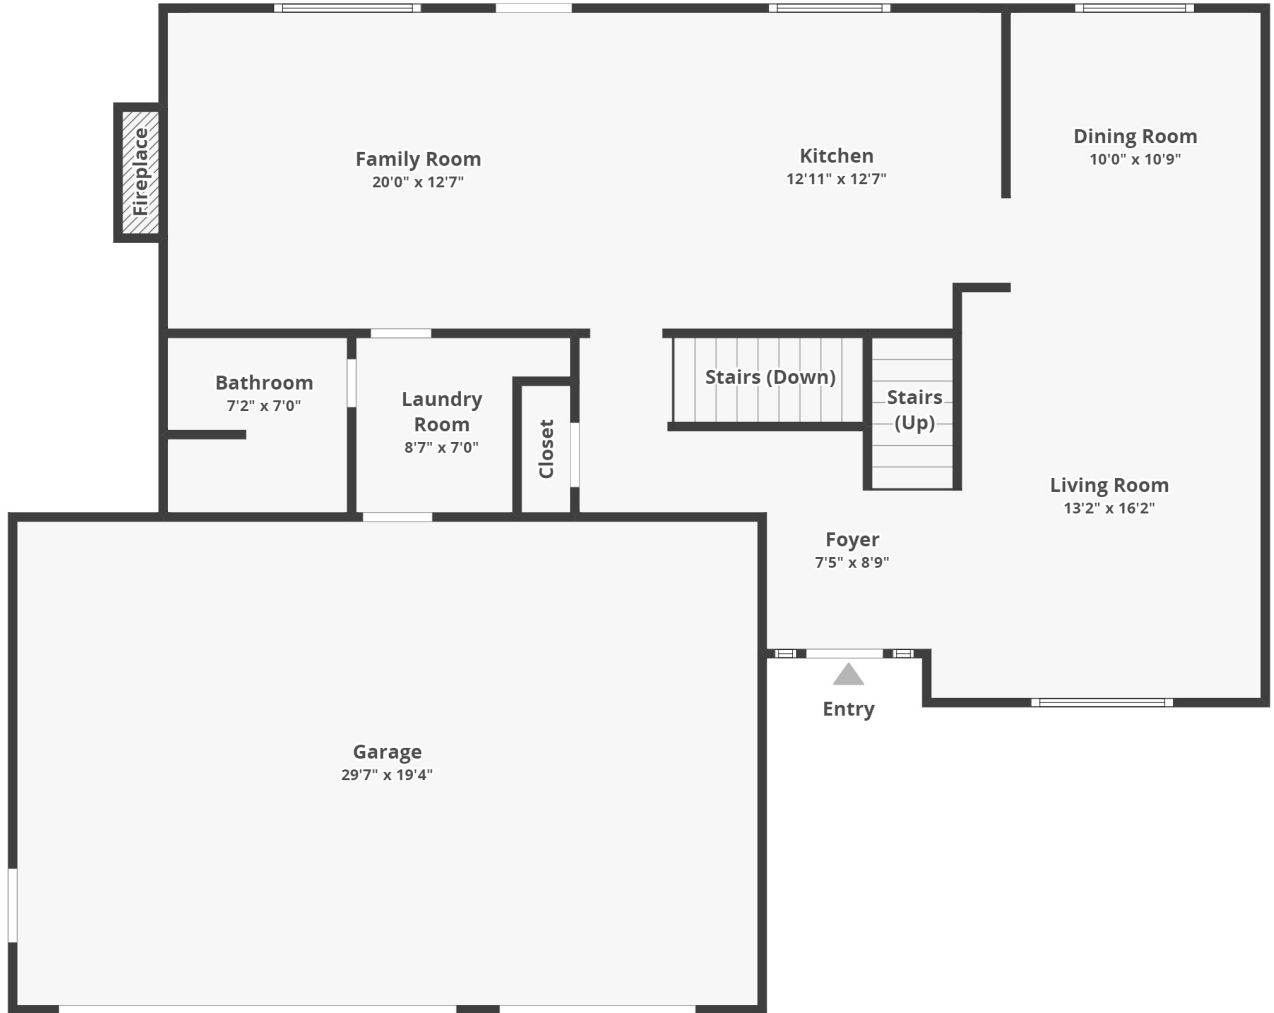 Fireplace
Family Room
20'0" x 12'7"
Kitchen
12'11" x 12'7"
Dining Room
10'0" x 10'9"
Bathroom
7'2" x 7'0"
Laundry
Room
8'7" x 7'0"
Closet
Stairs (Down)
Stairs
(Up)
Living Room
13'2" x 16'2"
Foyer
7'5" x 8'9"
Entry
Garage
29'7" x 19'4"